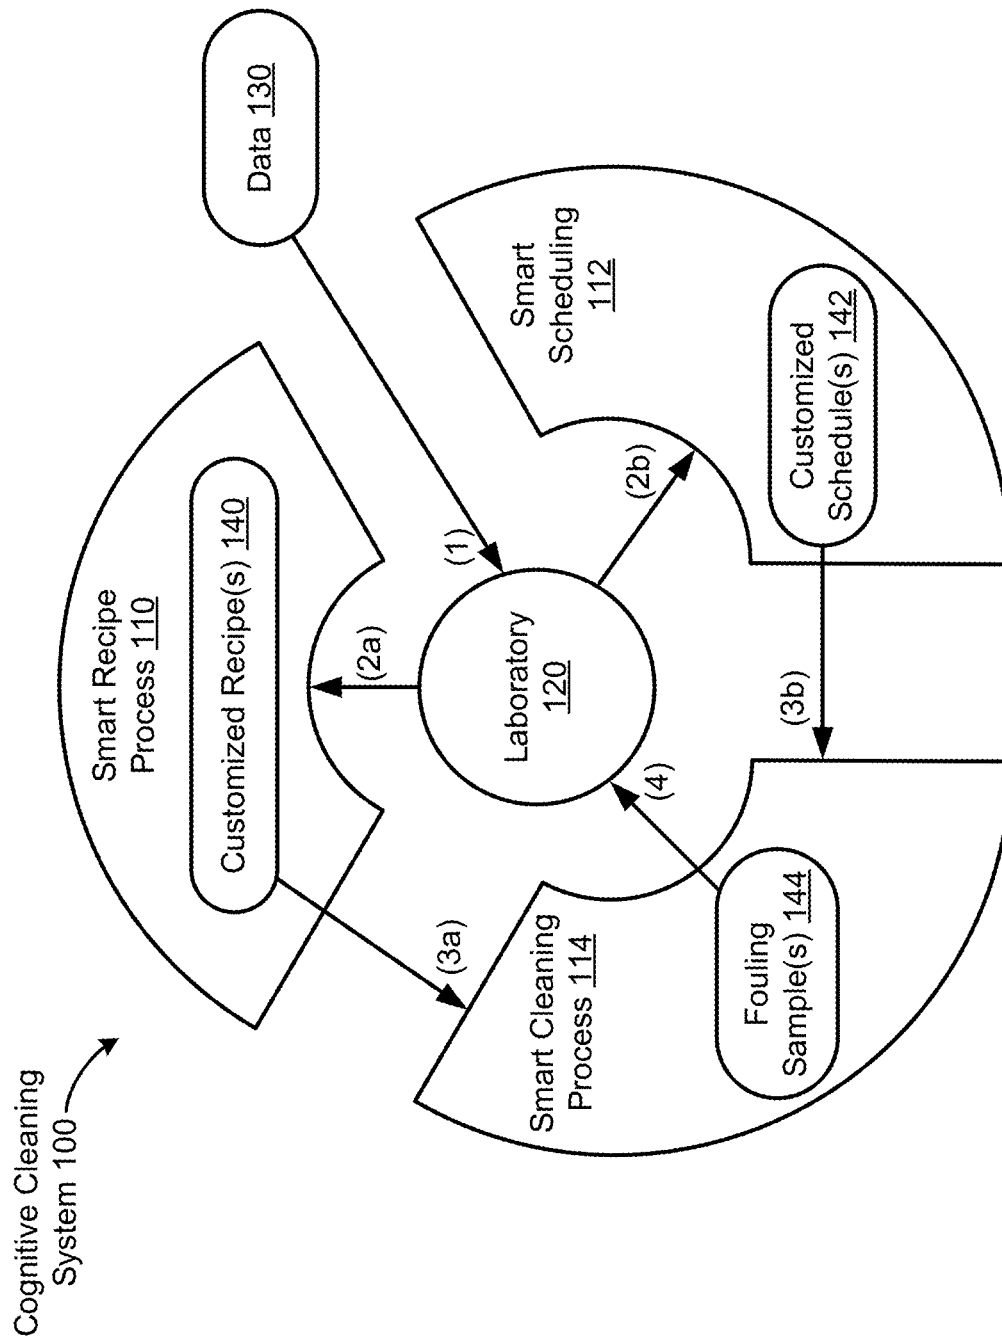 Cognitive Cleaning
System 100
Smart Recipe
Process 110
Customized Recipe(s) 140
Data 130
(1)
(2a)
Laboratory
120
(2b)
Smart
Scheduling
112
Customized
Schedule(s) 142
(3a)
(3b)
Smart Cleaning
Process 114
Fouling
Sample(s) 144
(4)